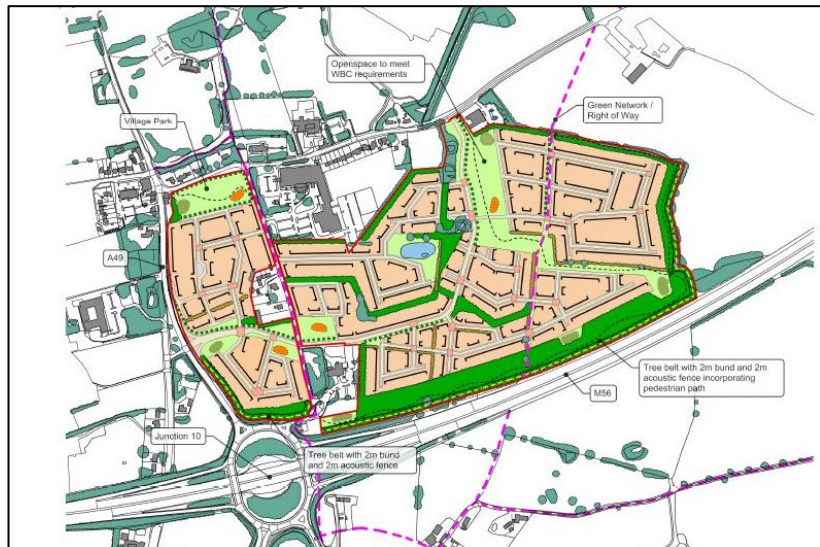 Openspace to meet
WBC requirements
Village Park
Green Network /
Right of Way
A49
Tree belt with 2m bund and 2m
acoustic fence incorporating
pedestrian path
M56
Junction 10
Tree belt with 2m bund
and 2m acoustic fence